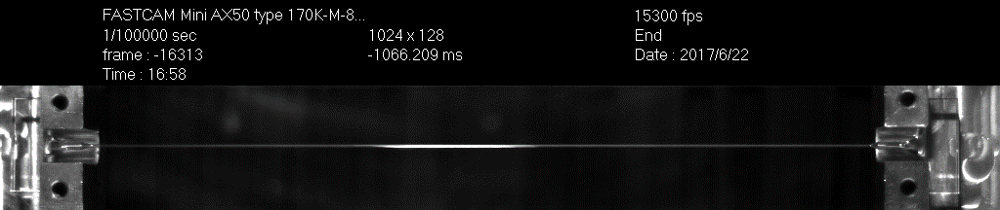 FASTCAM Mini AX50 type 170K-M-8...
15300 fps
1/100000 sec
1024 x 128
End
frame : -16313
-1066.209 ms
Date : 2017/6/22
Time : 16:58